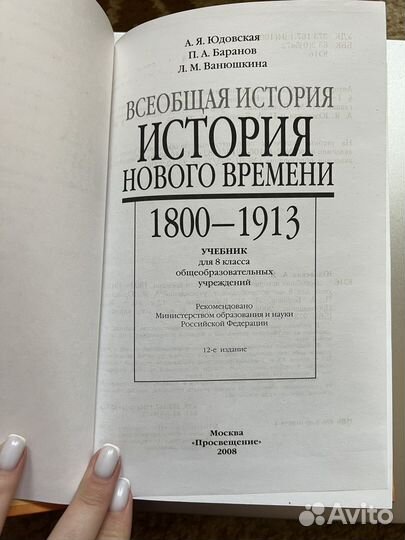 А. Я. Юдовская
П. А. Баранов
Л. М. Ванюшкина
ВСЕОБЩАЯ ИСТОРИЯ
ИСТОРИЯ
НОВОГО ВРЕМЕНИ
1800—1913
УЧЕБНИК
для 8 класса
общеобразовательных
учреждений
Рекомендовано
Министерством образования и науки
Российской Федерации
12-е издание
Москва
«Просвещение»
2008
Avito